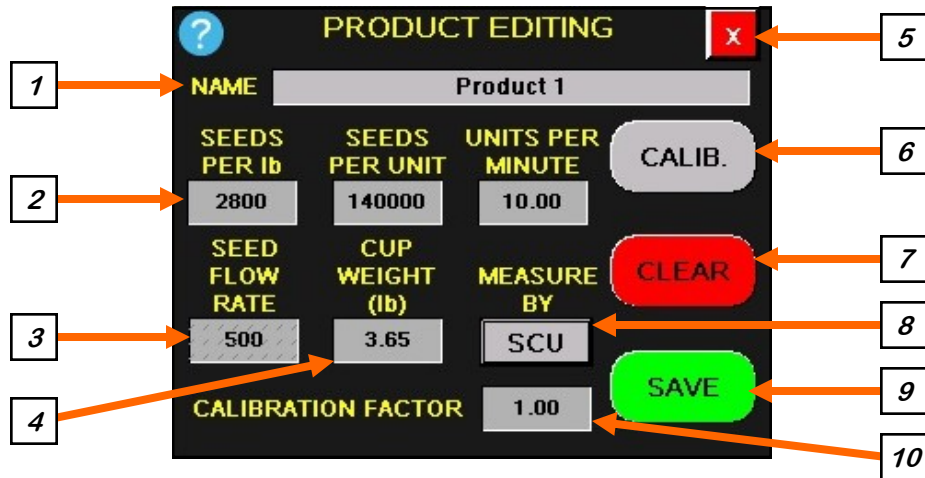 ? PRODUCT EDITING X 5
1 NAME Product 1
SEEDS SEEDS UNITS PER
PER lb PER UNIT MINUTE CALIB. 6
2 2800 140000 10.00
SEED CUP
FLOW WEIGHT MEASURE CLEAR 7
RATE (lb) BY
3 500 3.65 SCU 8
SAVE 9
4 CALIBRATION FACTOR 1.00
10